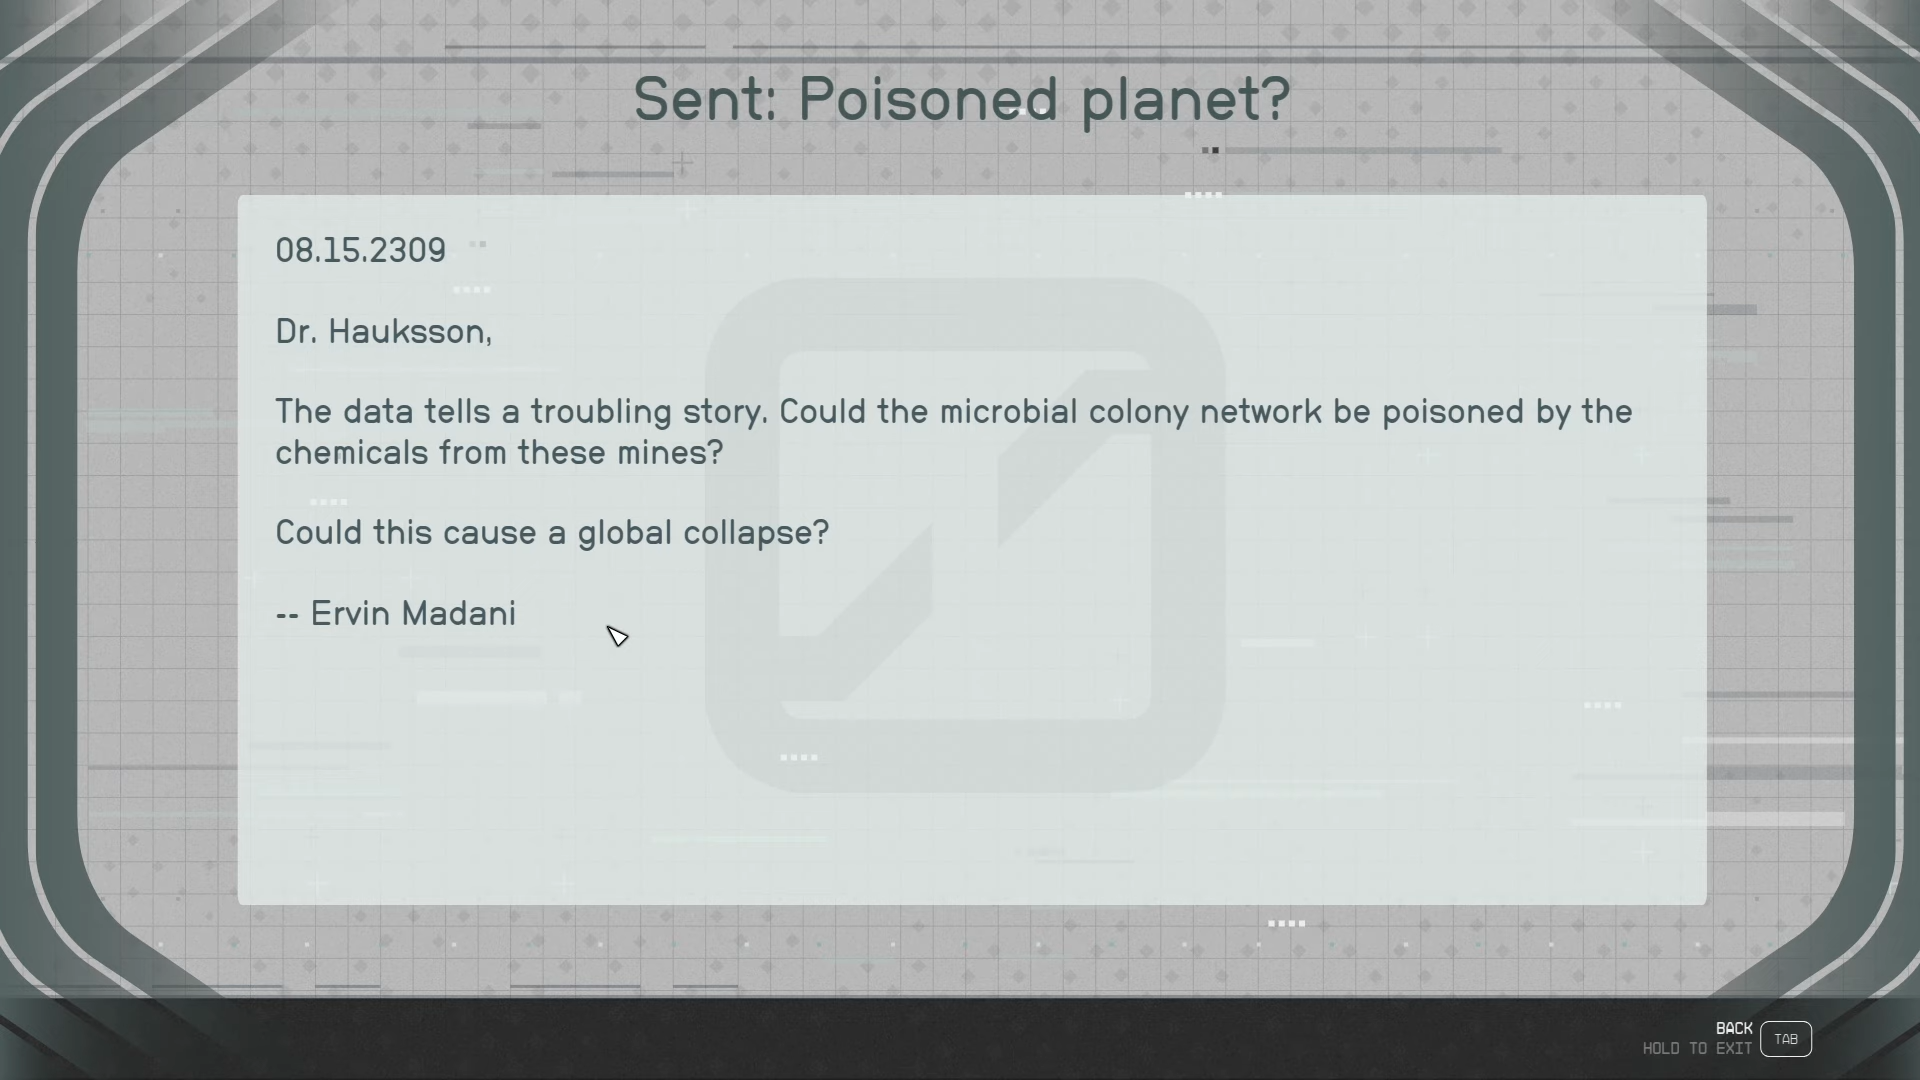 Sent: Poisoned planet?
08.15.2309
Dr. Hauksson,
The data tells a troubling story. Could the microbial colony network be poisoned by the
chemicals from these mines?
Could this cause a global collapse?
-- Ervin Madani
BACK
HOLD TO EXIT
TAB